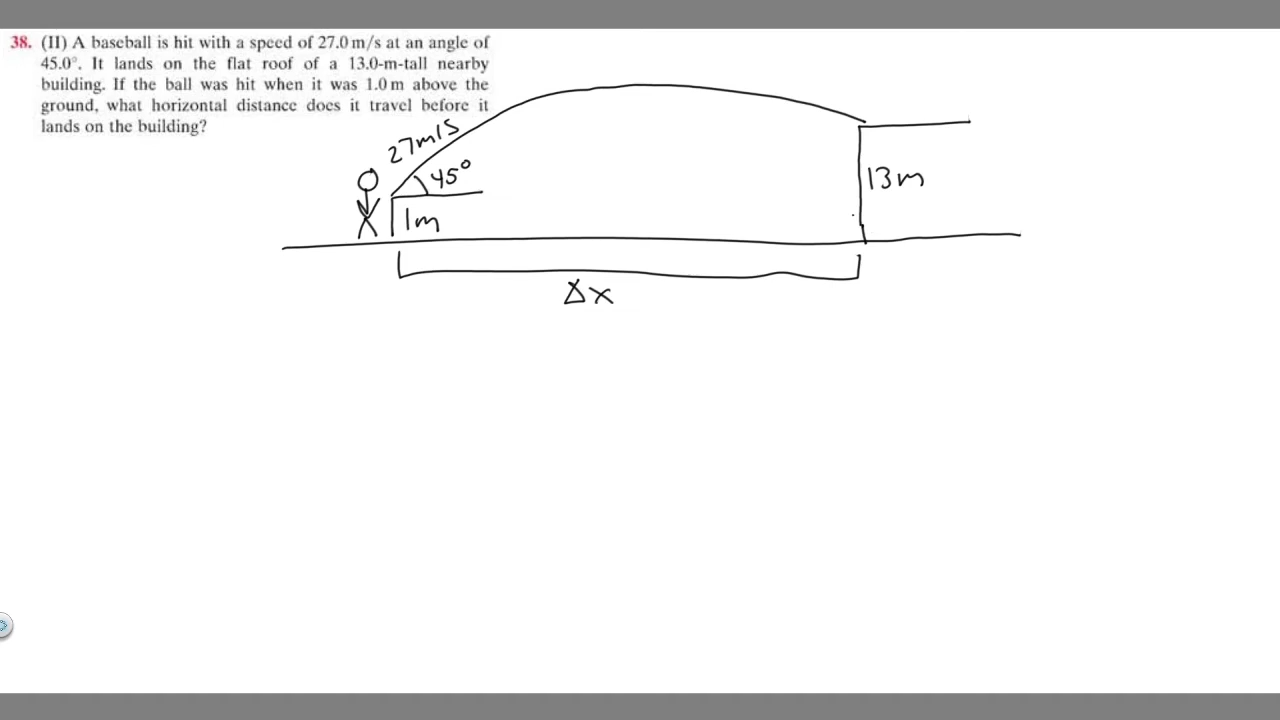 38. (II) A baseball is hit with a speed of 27.0 m/s at an angle of
45.0°. It lands on the flat roof of a 13.0-m-tall nearby
building. If the ball was hit when it was 1.0 m above the
ground, what horizontal distance does it travel before it
lands on the building?
27m/s
45°
13m
1m
Δx